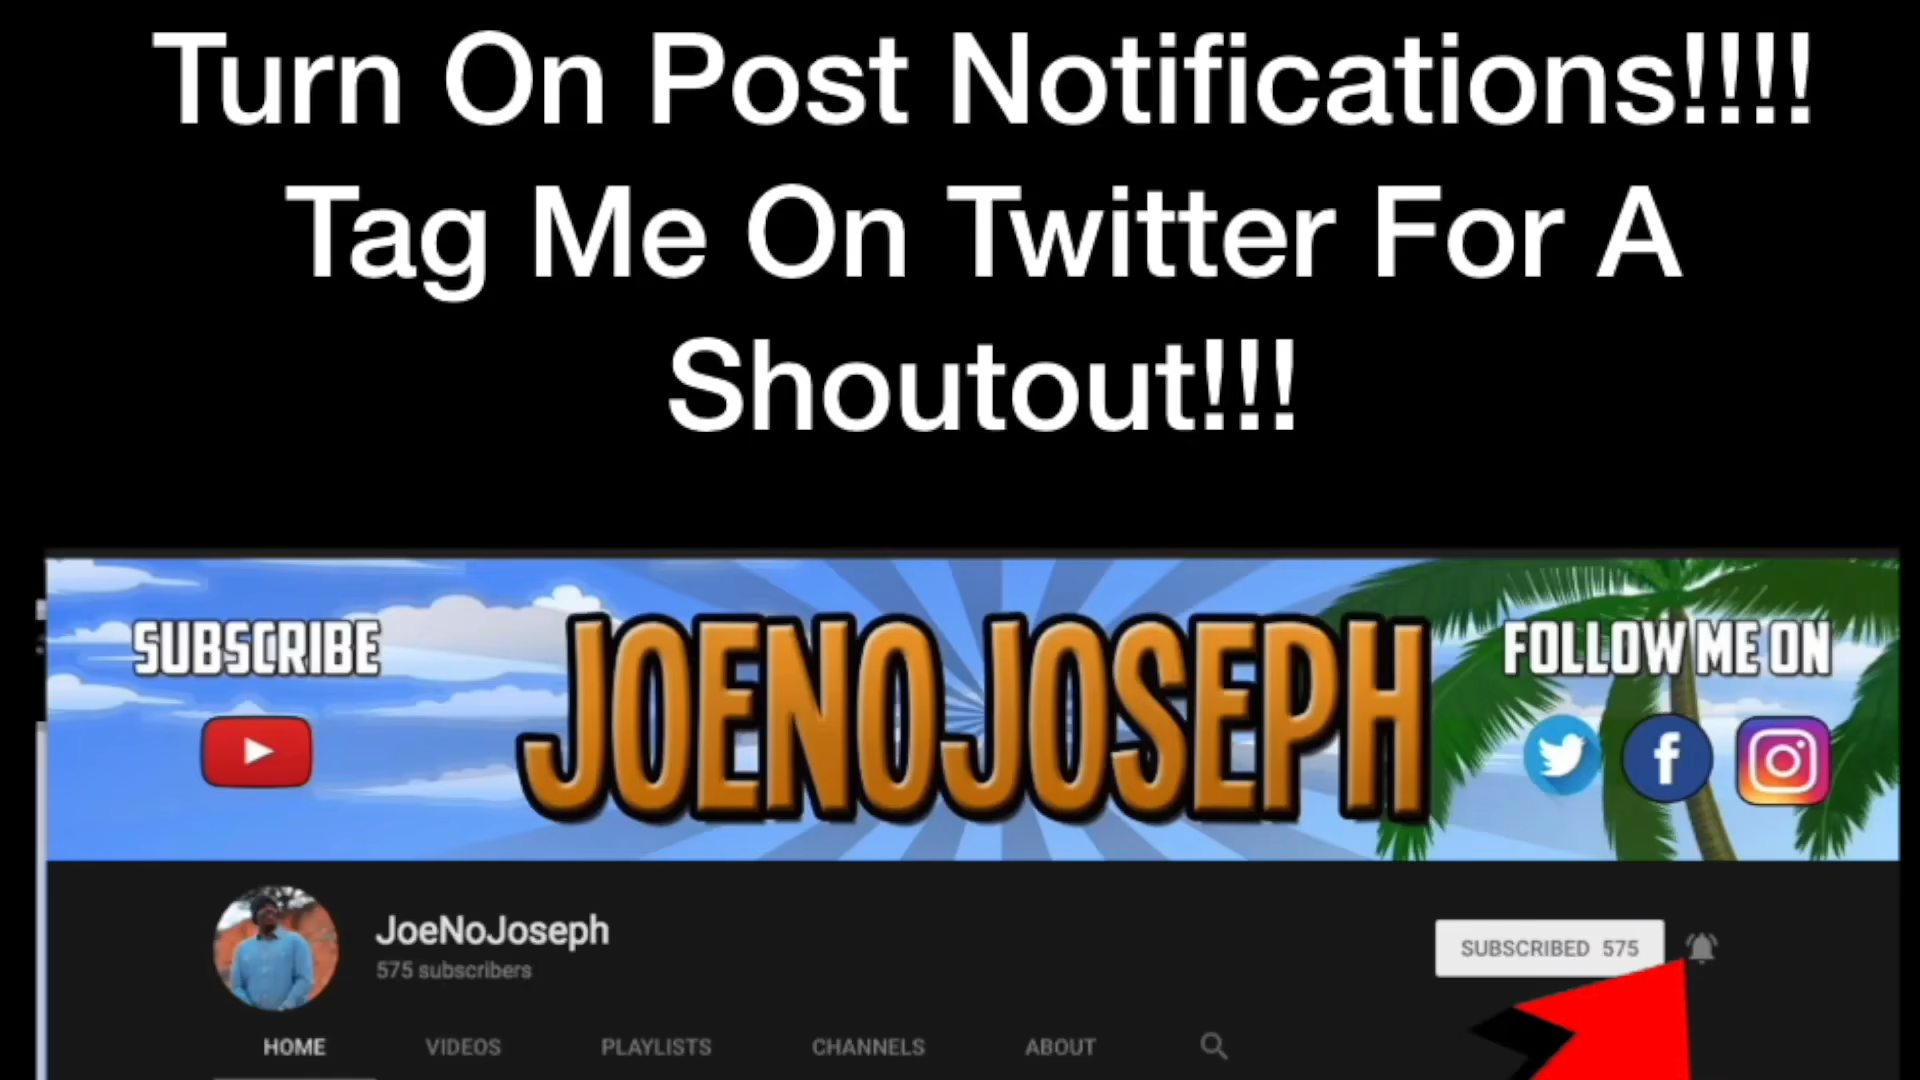 Turn On Post Notifications!!!!
Tag Me On Twitter For A
Shoutout!!!
SUBSCRIBE
JOENOJOSEPH
FOLLOW ME ON
JoeNoJoseph
575 subscribers
SUBSCRIBED 575
HOME VIDEOS PLAYLISTS CHANNELS ABOUT